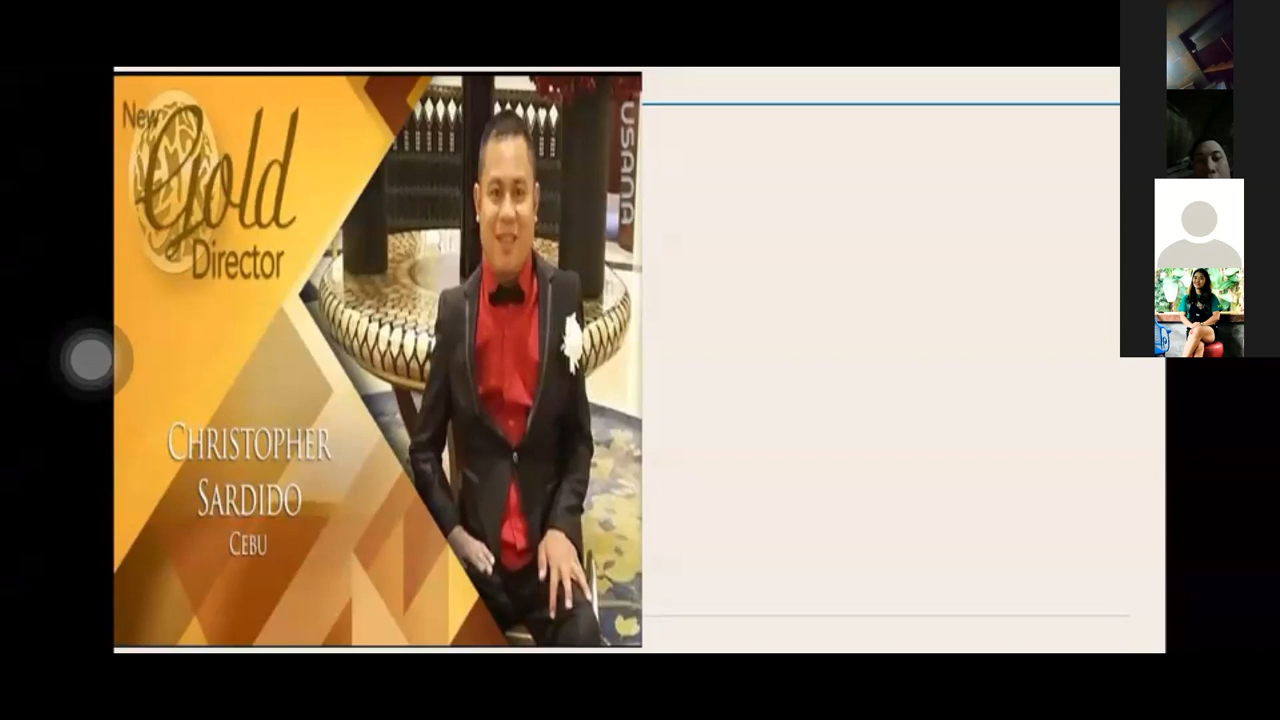 New
Gold
Director
CHRISTOPHER
SARDIDO
CEBU
USANA